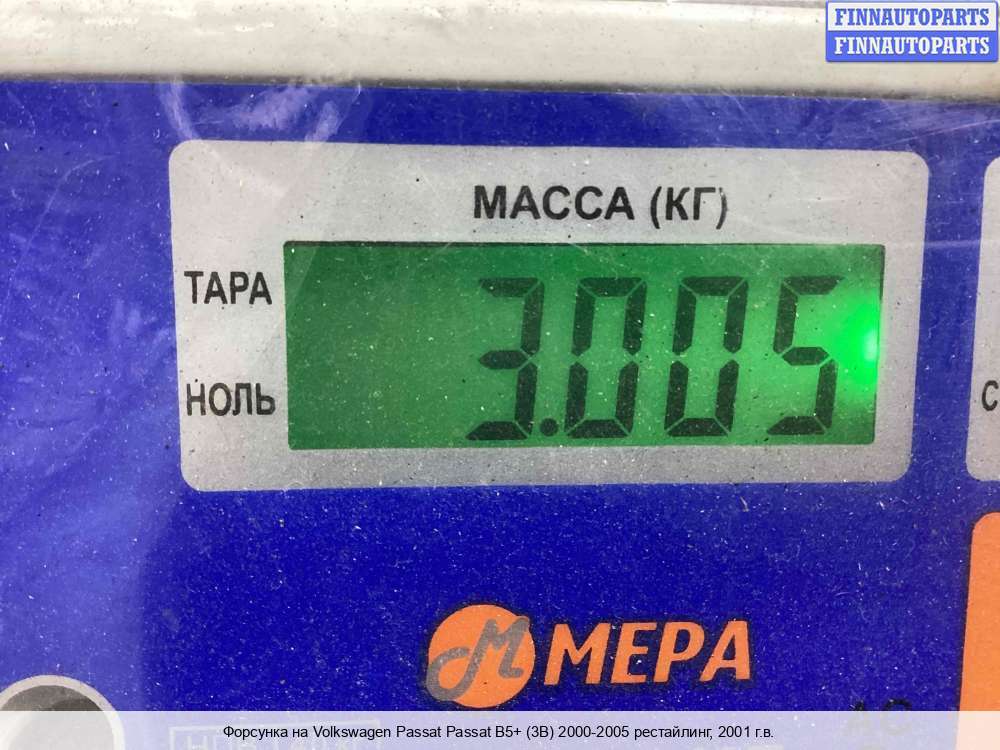 FINNAUTOPARTS
FINNAUTOPARTS
МАССА (КГ)
ТАРА
3.005
НОЛЬ
С
МЕРА
Форсунка на Volkswagen Passat Passat B5+ (3B) 2000-2005 рестайлинг, 2001 г.в.